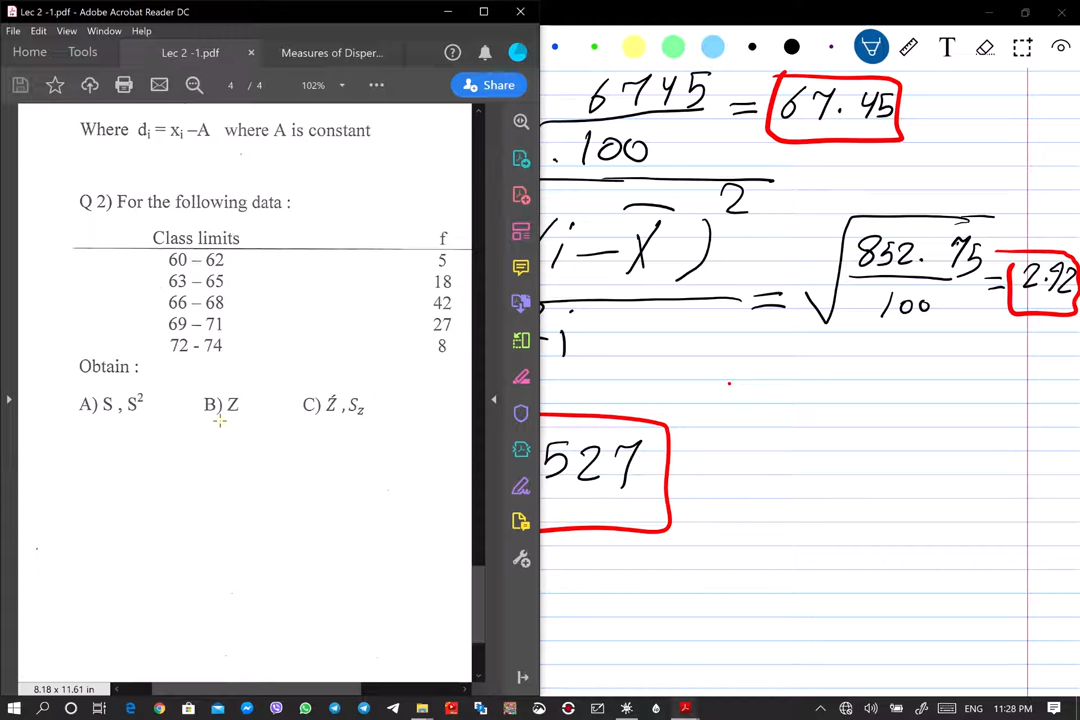 Lec 2 -1.pdf - Adobe Acrobat Reader DC
File Edit View Window Help
Home Tools Lec 2 -1.pdf × Measures of Disper...
4 / 4 102% Share
Where dᵢ = xᵢ –A where A is constant
Q 2) For the following data :
Class limits f
60 – 62 5
63 – 65 18
66 – 68 42
69 – 71 27
72 - 74 8
Obtain :
A) S , S² B) Z C) Ź , S_z
8.18 x 11.61 in
6745
100
= 67.45
i – X̄ )²
– i
= √ 852.75 / 100 = 2.92
527
ENG 11:28 PM